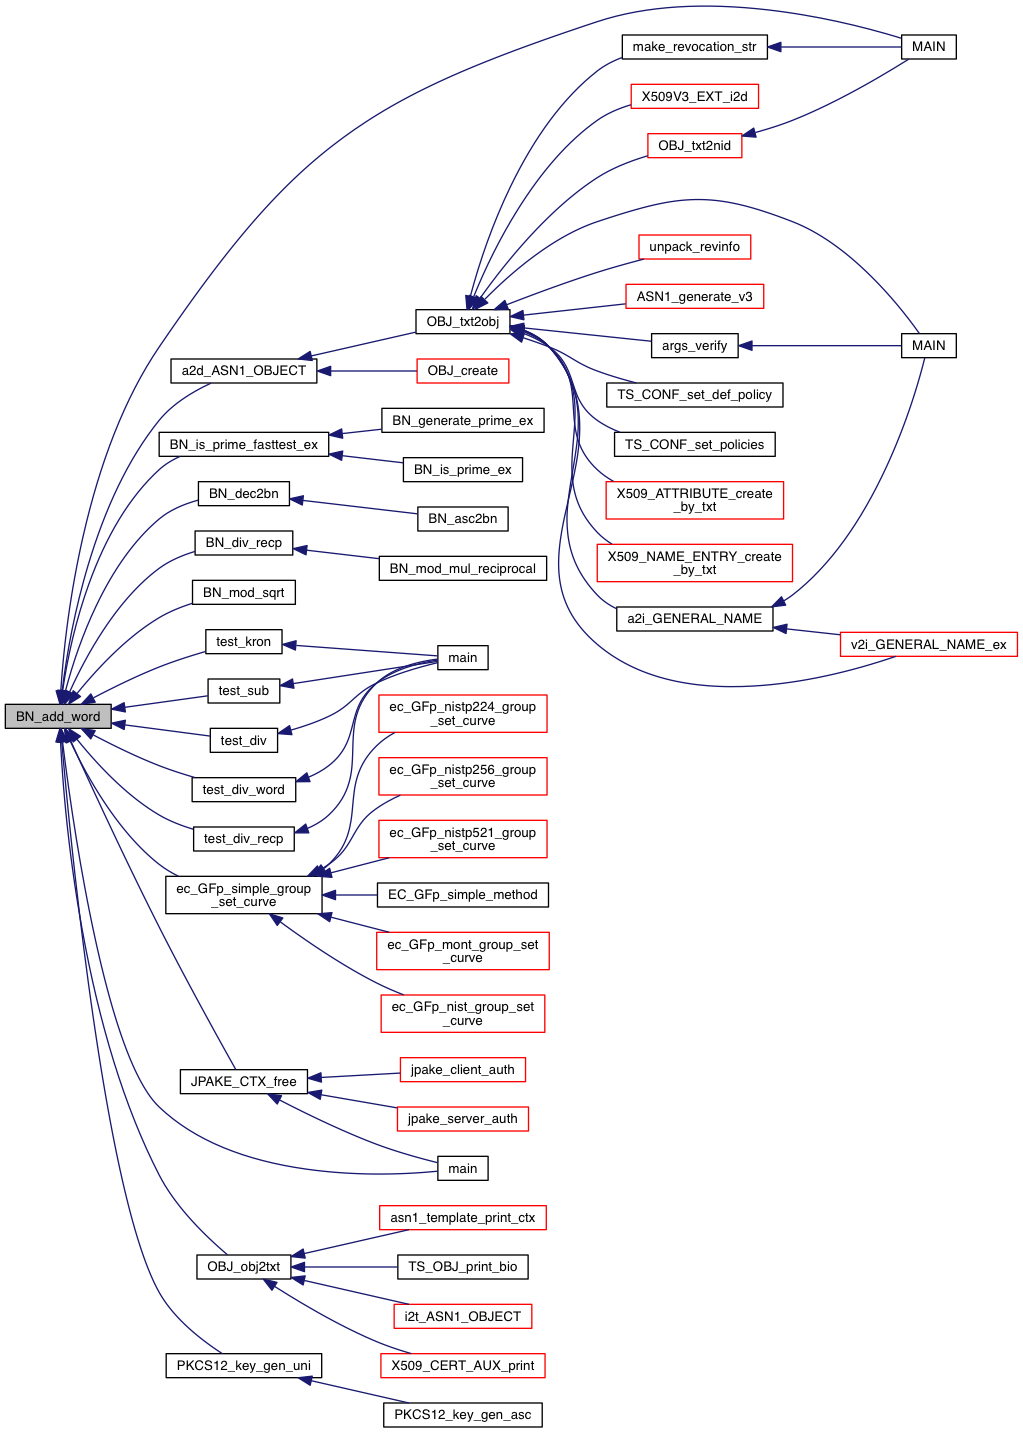 make_revocation_str
MAIN
X509V3_EXT_i2d
OBJ_txt2nid
unpack_revinfo
ASN1_generate_v3
OBJ_txt2obj
args_verify
MAIN
a2d_ASN1_OBJECT
OBJ_create
TS_CONF_set_def_policy
BN_generate_prime_ex
BN_is_prime_fasttest_ex
TS_CONF_set_policies
BN_is_prime_ex
BN_dec2bn
X509_ATTRIBUTE_create
_by_txt
BN_asc2bn
BN_div_recp
X509_NAME_ENTRY_create
_by_txt
BN_mod_mul_reciprocal
BN_mod_sqrt
a2i_GENERAL_NAME
test_kron
v2i_GENERAL_NAME_ex
main
test_sub
BN_add_word
ec_GFp_nistp224_group
_set_curve
test_div
ec_GFp_nistp256_group
_set_curve
test_div_word
test_div_recp
ec_GFp_nistp521_group
_set_curve
ec_GFp_simple_group
_set_curve
EC_GFp_simple_method
ec_GFp_mont_group_set
_curve
ec_GFp_nist_group_set
_curve
jpake_client_auth
JPAKE_CTX_free
jpake_server_auth
main
asn1_template_print_ctx
OBJ_obj2txt
TS_OBJ_print_bio
i2t_ASN1_OBJECT
PKCS12_key_gen_uni
X509_CERT_AUX_print
PKCS12_key_gen_asc